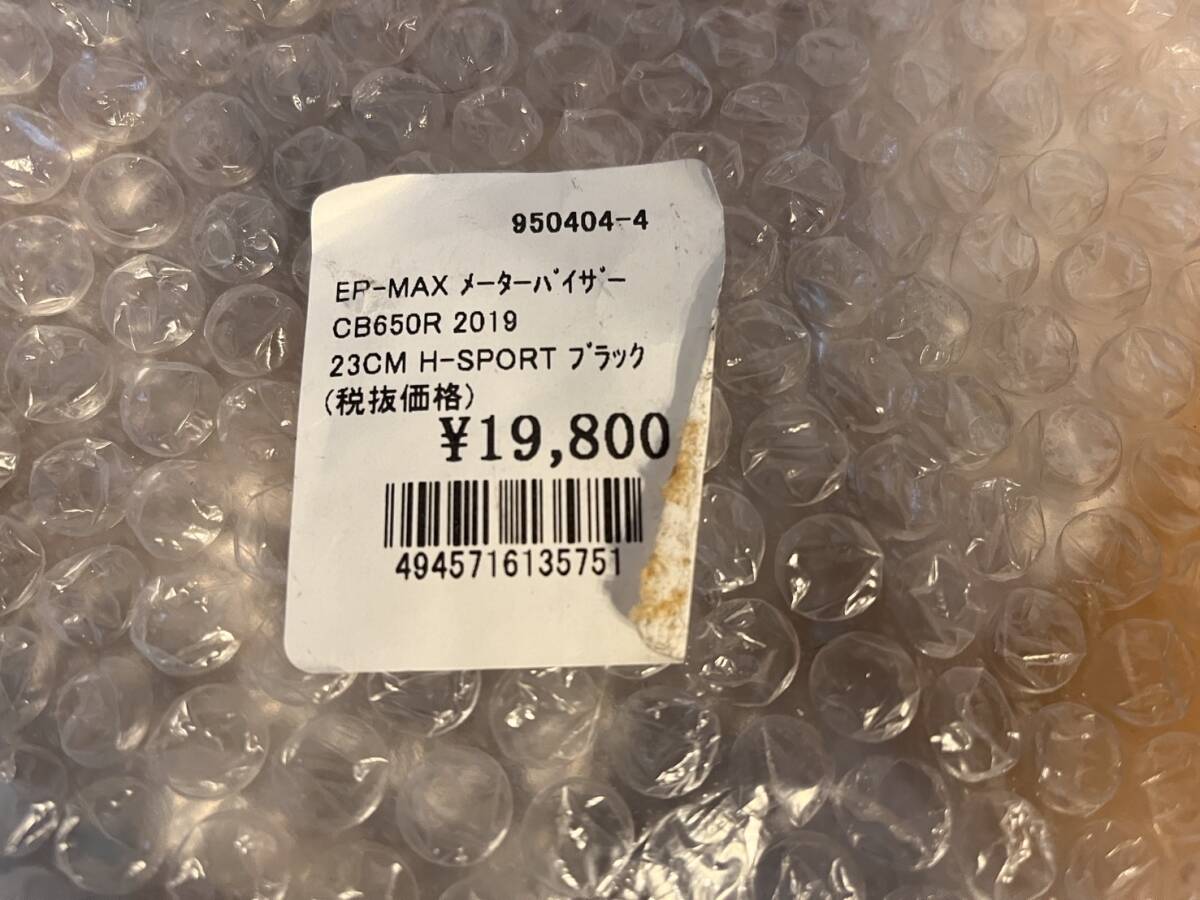 950404-4
EP-MAX メーターバイザー
CB650R 2019
23CM H-SPORT ブラック
(税抜価格)
¥19,800
4945716135751